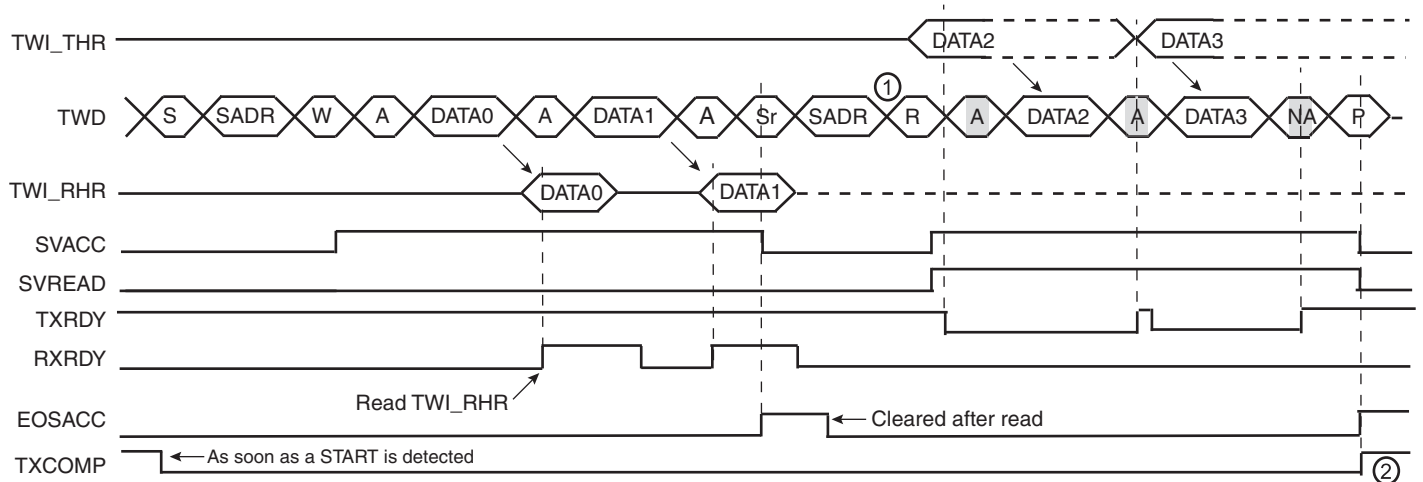 TWI_THR DATA2 DATA3
①
TWD S SADR W A DATA0 A DATA1 A Sr SADR R A DATA2 A DATA3 NA P
TWI_RHR DATA0 DATA1
SVACC
SVREAD
TXRDY
RXRDY
Read TWI_RHR
EOSACC Cleared after read
TXCOMP As soon as a START is detected ②